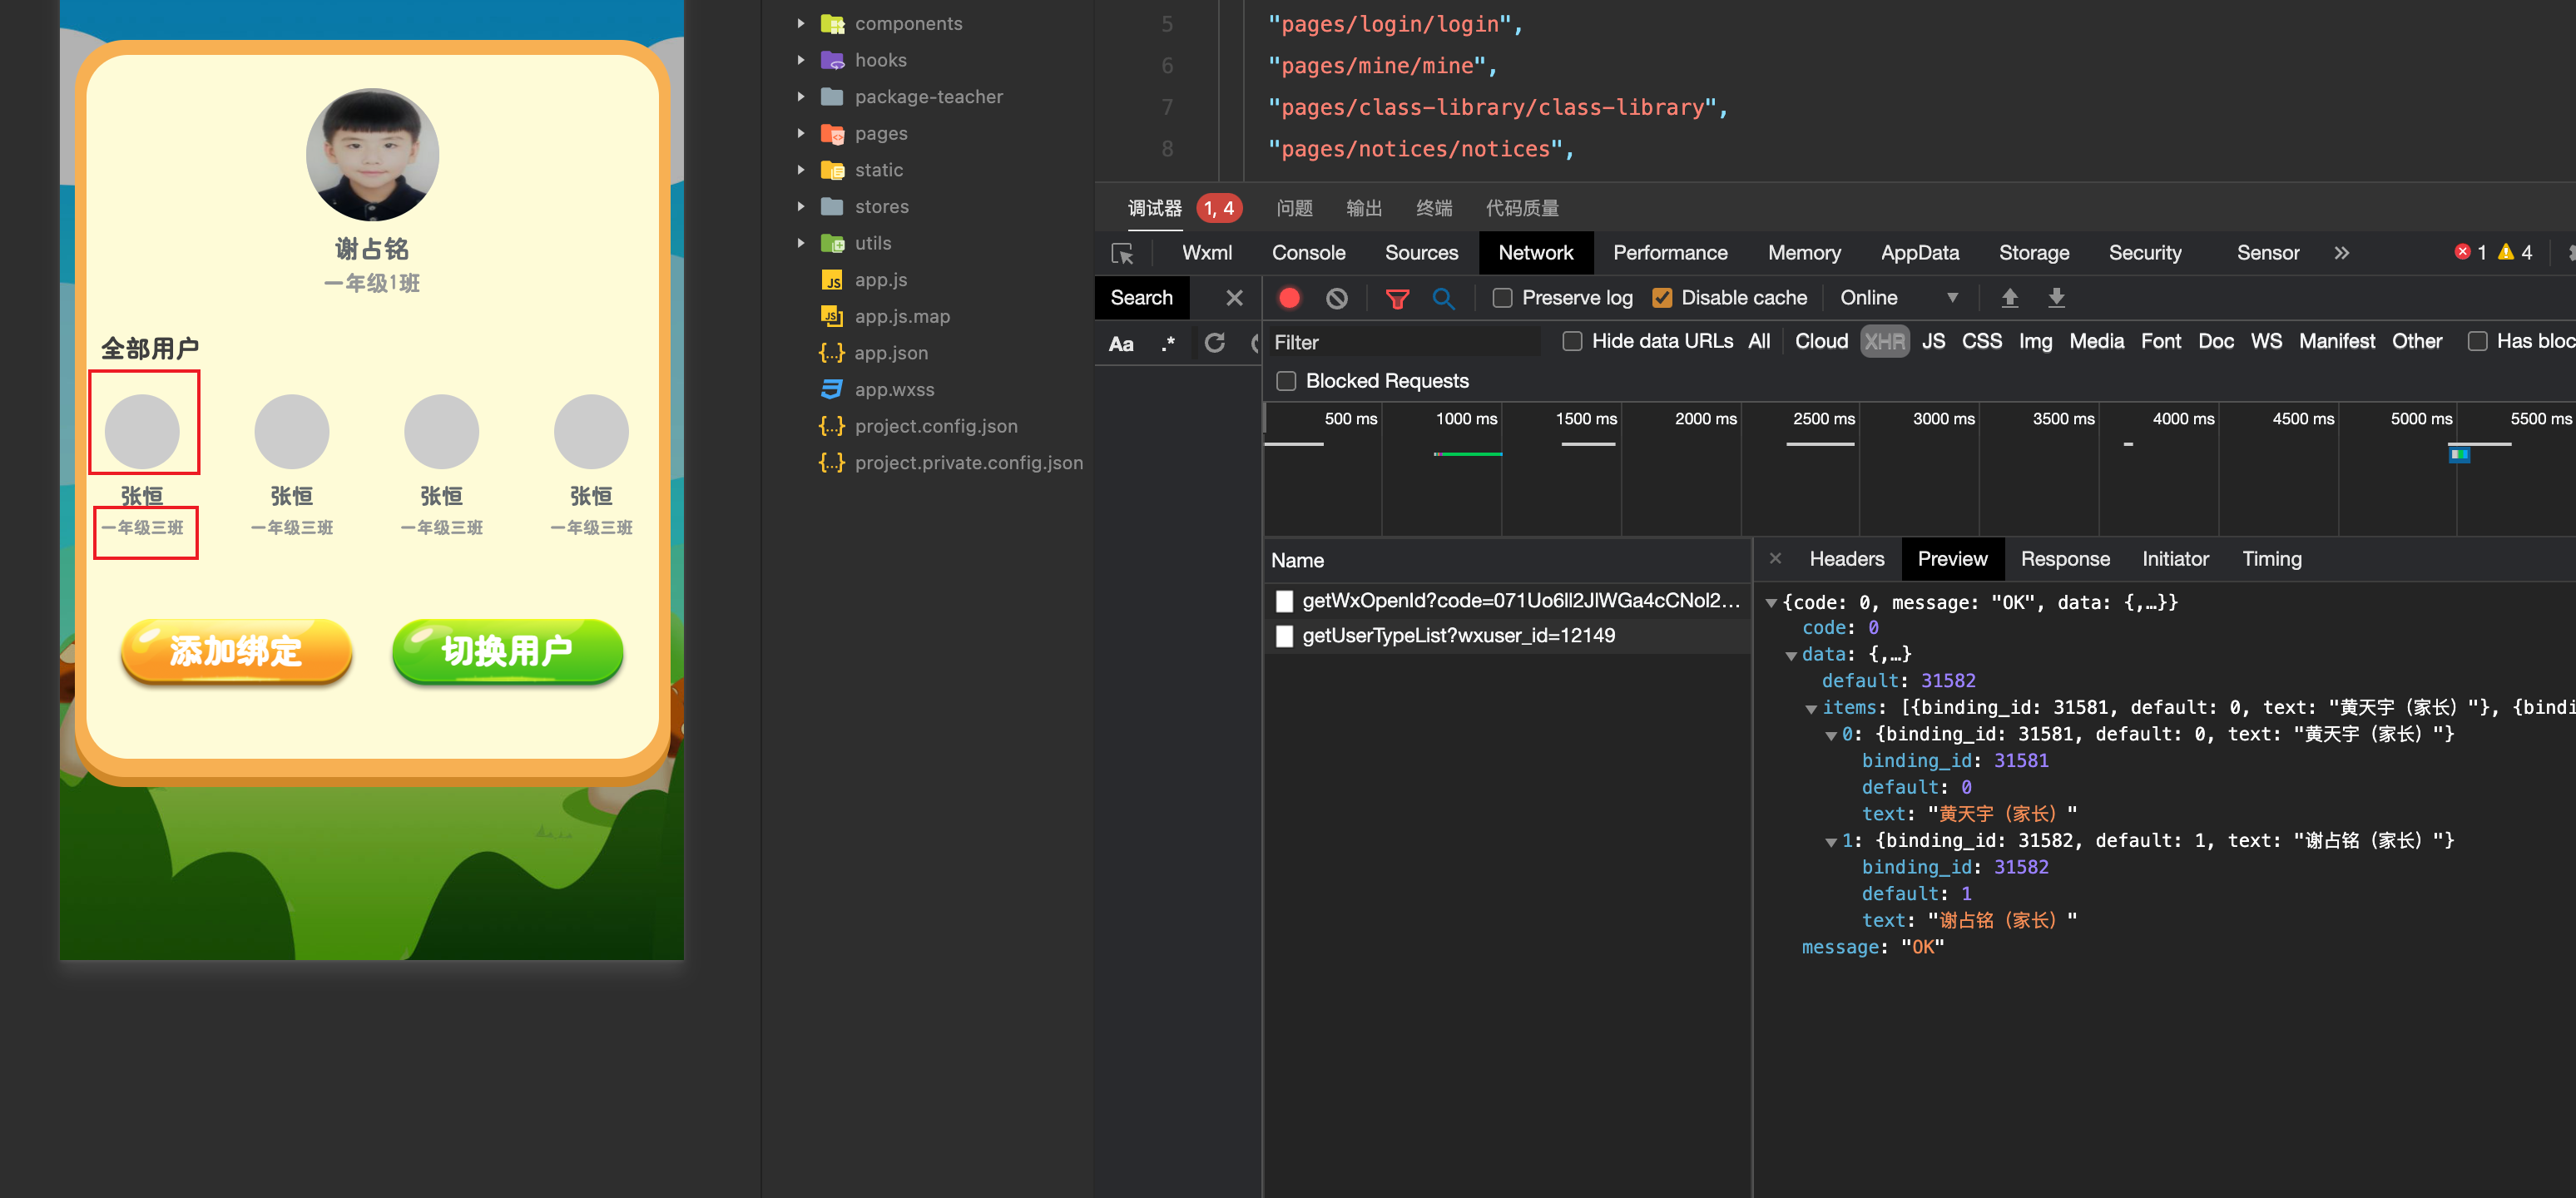 谢占铭
一年级1班
全部用户
张恒
张恒
张恒
张恒
一年级三班
一年级三班
一年级三班
一年级三班
添加绑定
切换用户
components
hooks
package-teacher
pages
static
stores
utils
app.js
app.js.map
app.json
app.wxss
project.config.json
project.private.config.json
5 "pages/login/login",
6 "pages/mine/mine",
7 "pages/class-library/class-library",
8 "pages/notices/notices",
调试器 1, 4 问题 输出 终端 代码质量
Wxml Console Sources Network Performance Memory AppData Storage Security Sensor » 1 4
Search
Preserve log Disable cache Online
Aa .*
Filter Hide data URLs All Cloud XHR JS CSS Img Media Font Doc WS Manifest Other Has bloc
Blocked Requests
500 ms 1000 ms 1500 ms 2000 ms 2500 ms 3000 ms 3500 ms 4000 ms 4500 ms 5000 ms 5500 ms
Name
getWxOpenId?code=071Uo6ll2JlWGa4cCNol2...
getUserTypeList?wxuser_id=12149
Headers Preview Response Initiator Timing
{code: 0, message: "OK", data: {,…}}
code: 0
data: {,…}
default: 31582
items: [{binding_id: 31581, default: 0, text: "黄天宇（家长）"}, {bindi
0: {binding_id: 31581, default: 0, text: "黄天宇（家长）"}
binding_id: 31581
default: 0
text: "黄天宇（家长）"
1: {binding_id: 31582, default: 1, text: "谢占铭（家长）"}
binding_id: 31582
default: 1
text: "谢占铭（家长）"
message: "OK"